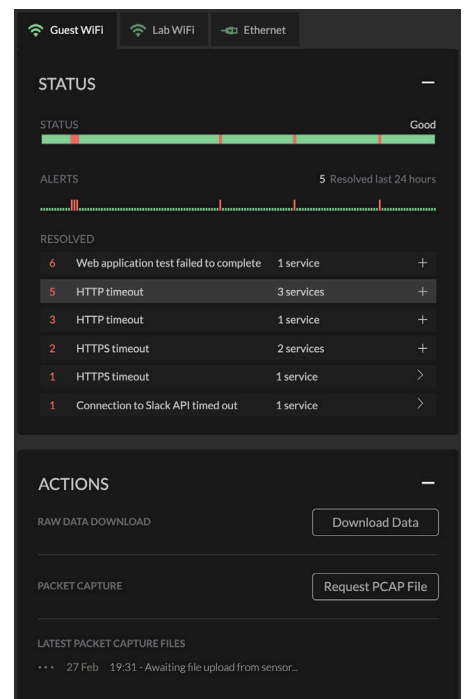 Guest WiFi Lab WiFi Ethernet
STATUS
STATUS Good
ALERTS 5 Resolved last 24 hours
RESOLVED
6 Web application test failed to complete 1 service
5 HTTP timeout 3 services
3 HTTP timeout 1 service
2 HTTPS timeout 2 services
1 HTTPS timeout 1 service
1 Connection to Slack API timed out 1 service
ACTIONS
RAW DATA DOWNLOAD Download Data
PACKET CAPTURE Request PCAP File
LATEST PACKET CAPTURE FILES
27 Feb 19:31 - Awaiting file upload from sensor...